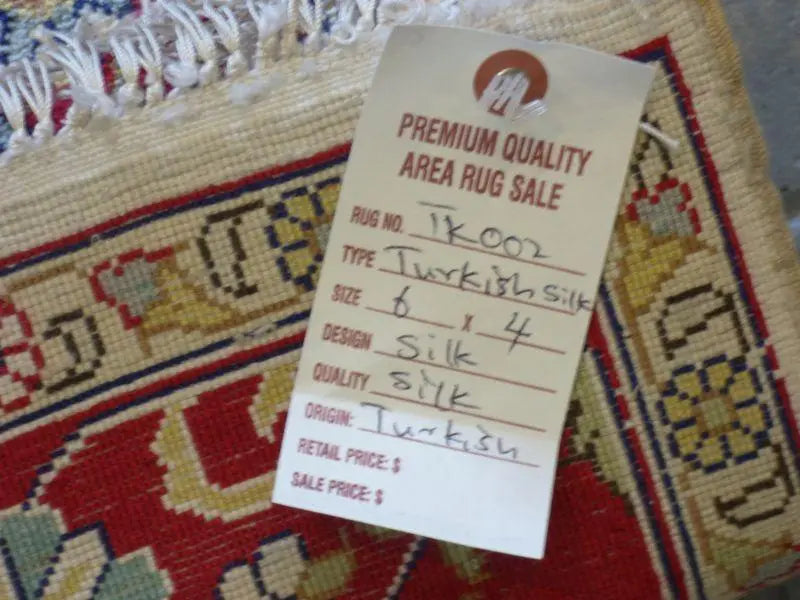 PREMIUM QUALITY
AREA RUG SALE
RUG NO. TK002
TYPE Turkish Silk
SIZE 6 X 4
DESIGN Silk
QUALITY Silk
ORIGIN: Turkish
RETAIL PRICE: $
SALE PRICE: $